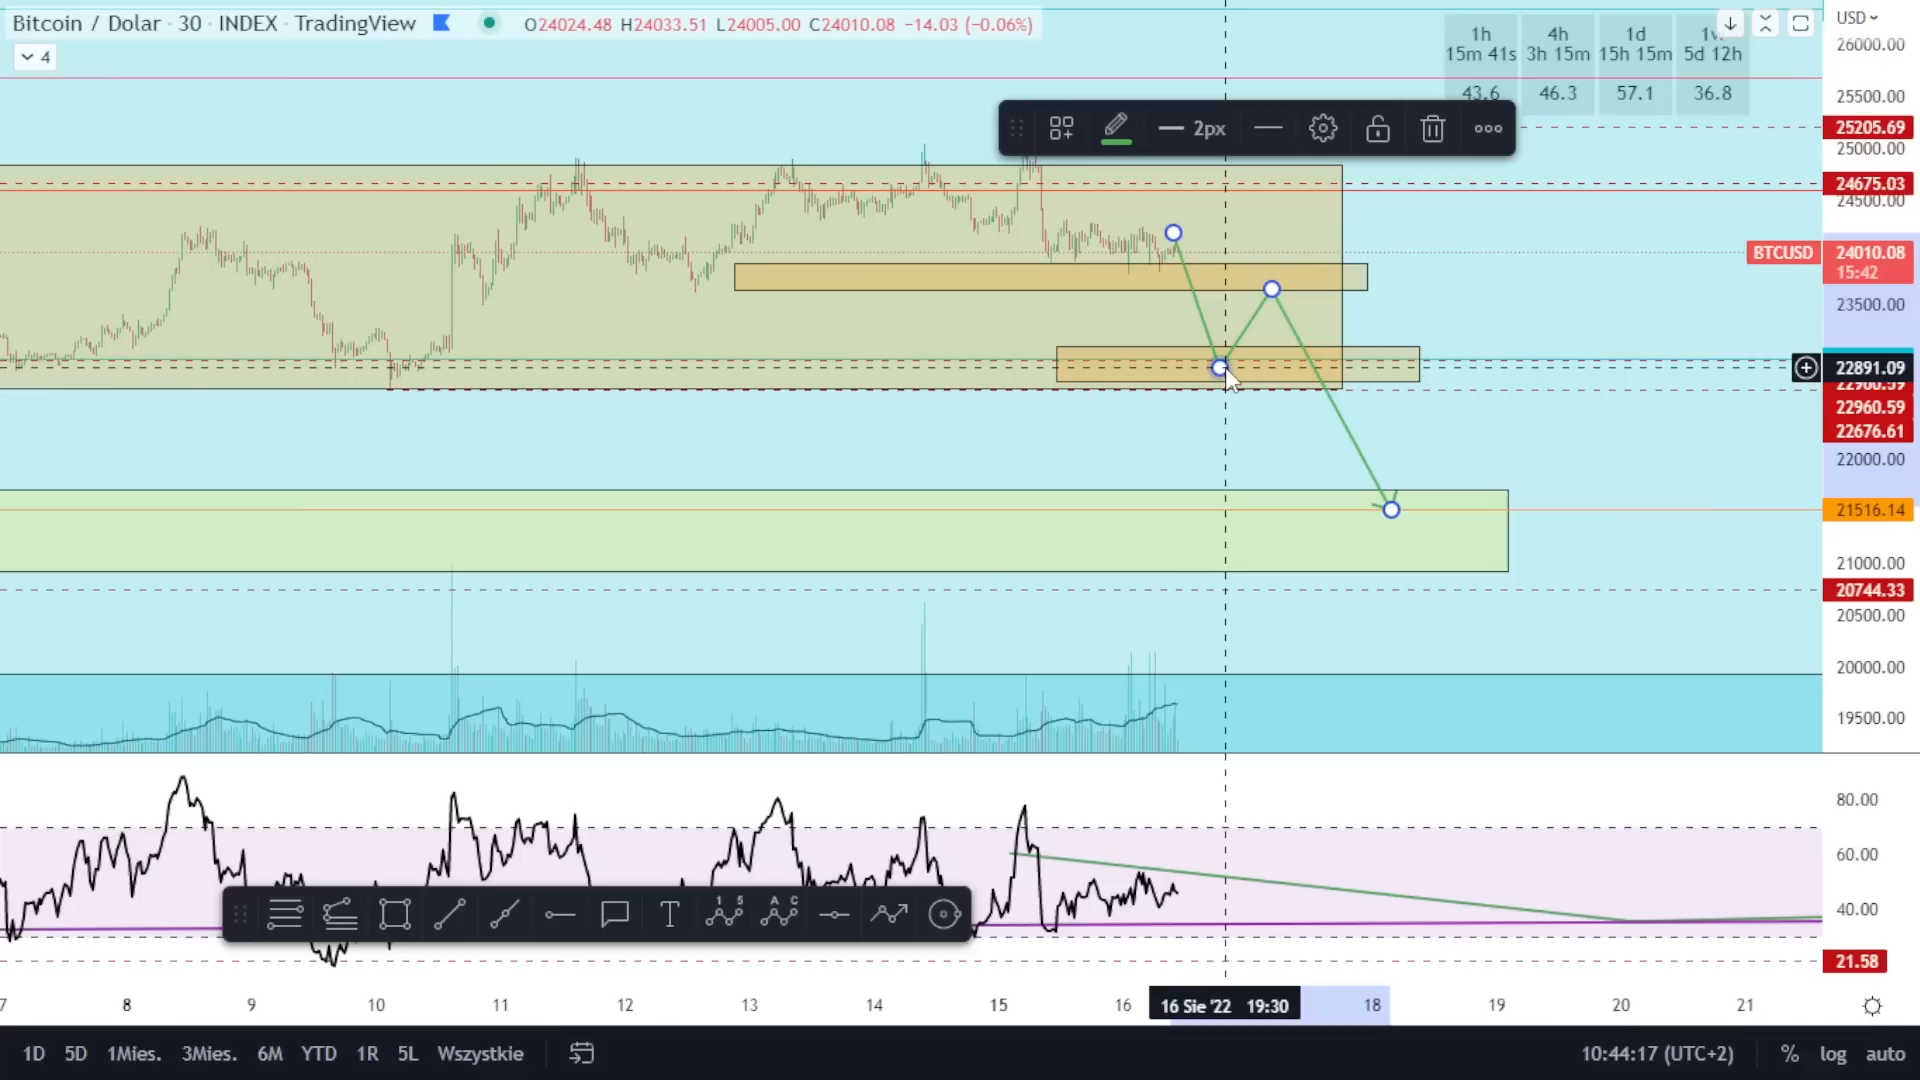 Bitcoin / Dolar · 30 · INDEX · TradingView O24024.48 H24033.51 L24005.00 C24010.08 −14.03 (−0.06%)
4
1h 4h 1d
15m 41s 3h 15m 15h 15m 5d 12h
43.6 46.3 57.1 36.8
USD
26000.00
25500.00
25205.69
25000.00
24675.03
24500.00
BTCUSD 24010.08
15:42
23500.00
22891.09
22960.59
22960.59
22676.61
22000.00
21516.14
21000.00
20744.33
20500.00
20000.00
19500.00
2px
80.00
60.00
40.00
21.58
1 5
A C
T
7 8 9 10 11 12 13 14 15 16 16 Sie '22 19:30 18 19 20 21
1D 5D 1Mies. 3Mies. 6M YTD 1R 5L Wszystkie 10:44:17 (UTC+2) % log auto